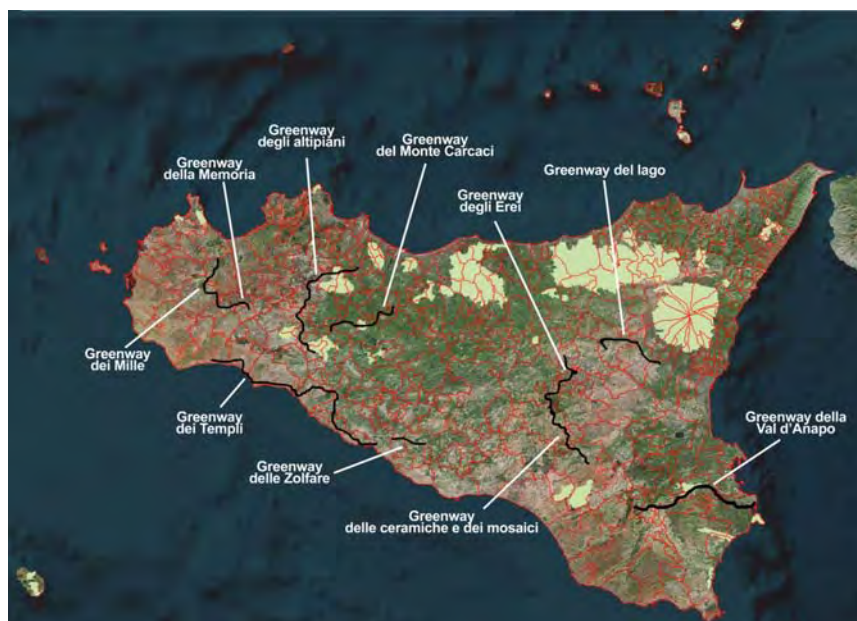 Greenway
degli altipiani
Greenway
del Monte Carcaci
Greenway
della Memoria
Greenway
degli Erei
Greenway del lago
Greenway
dei Mille
Greenway
dei Templi
Greenway
delle Zolfare
Greenway
delle ceramiche e dei mosaici
Greenway della
Val d'Anapo